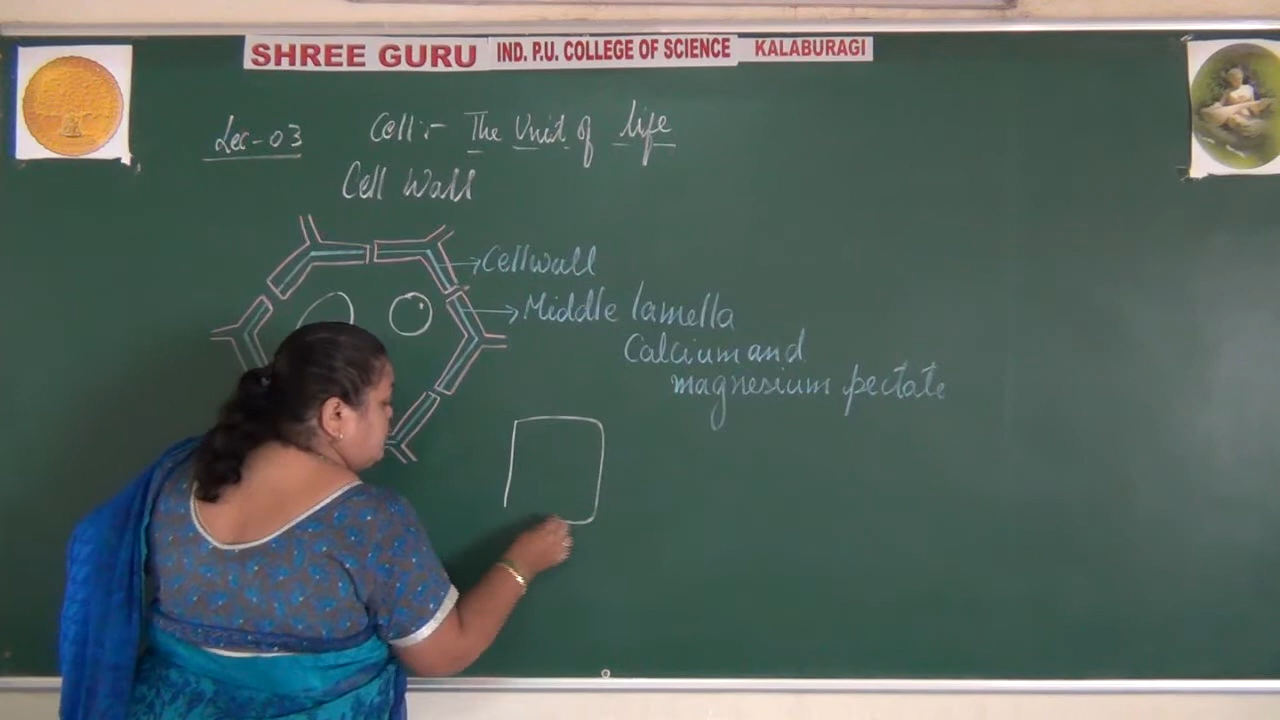 SHREE GURU IND. P.U. COLLEGE OF SCIENCE KALABURAGI
Lec-03 Cell:- The Unit of life
Cell Wall
Cellwall
Middle lamella
Calcium and
magnesium pectate